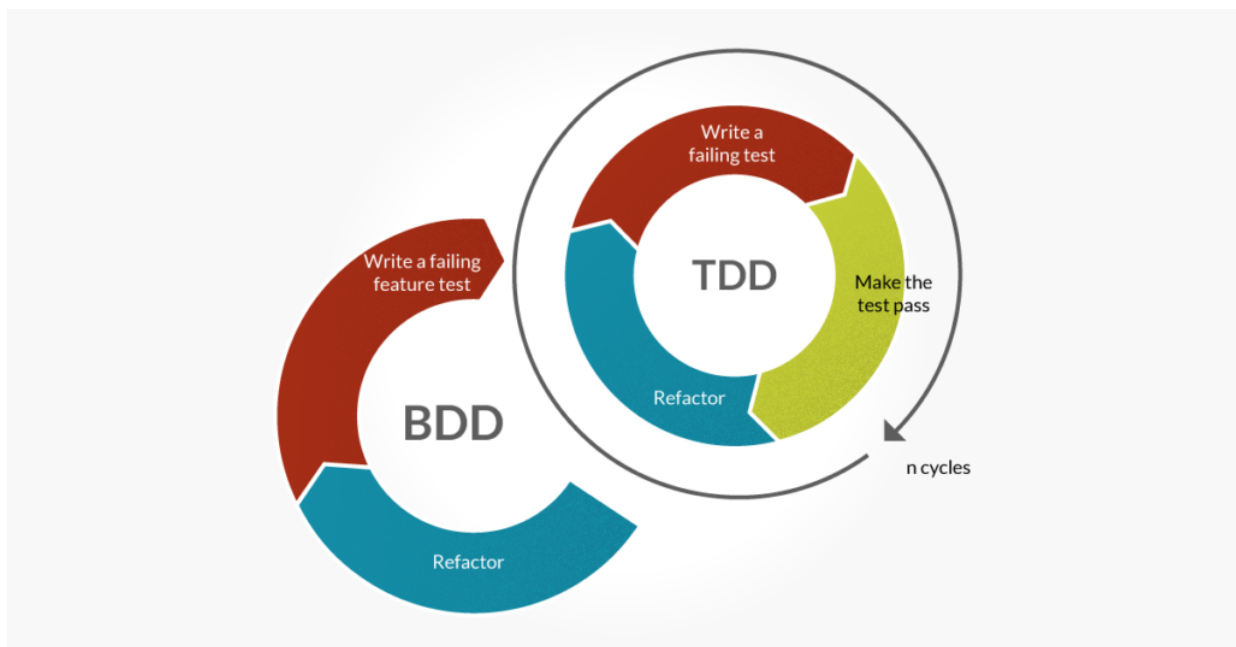 Write a
failing test
TDD
Make the
test pass
Refactor
n cycles
Write a failing
feature test
BDD
Refactor